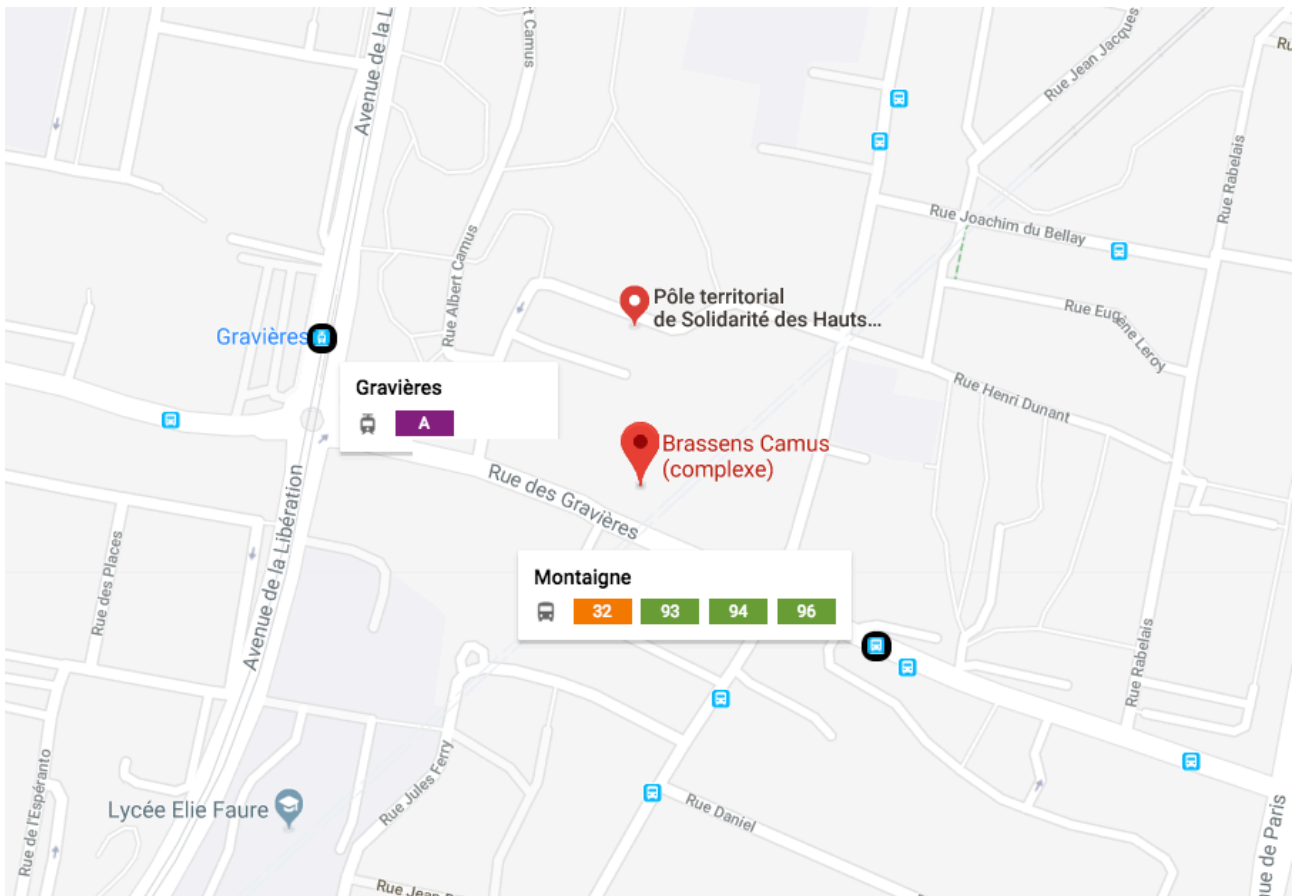 Avenue de la L
t Camus
Rue Jean Jacques
Ru
Rue Rabelais
Rue Joachim du Bellay
Rue Albert Camus
Pôle territorial
de Solidarité des Hauts...
Rue Eugène Leroy
Gravières
Gravières
A
Rue Henri Dunant
Brassens Camus
(complexe)
Rue des Gravières
Avenue de la Libération
Rue des Places
Montaigne
32
93
94
96
Rue Rabelais
Rue de l'Espéranto
Rue Jules Ferry
Lycée Elie Faure
Rue Daniel
ue de Paris